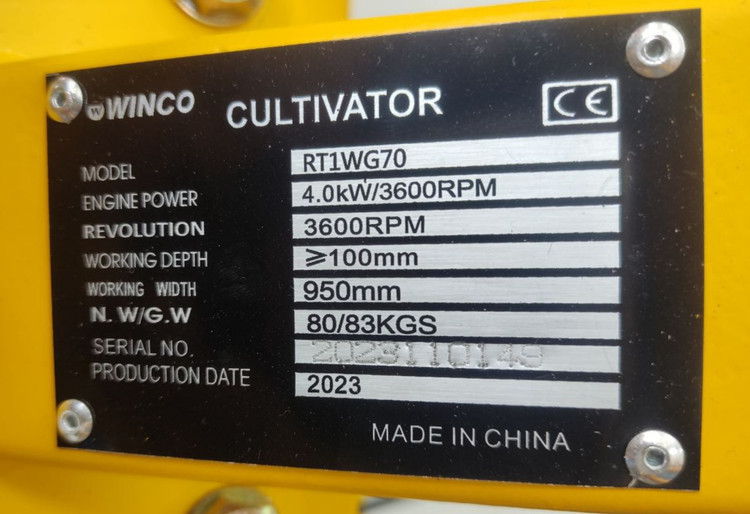 WINCO CULTIVATOR CE
MODEL RT1WG70
ENGINE POWER 4.0kW/3600RPM
REVOLUTION 3600RPM
WORKING DEPTH ≥100mm
WORKING WIDTH 950mm
N. W/G.W 80/83KGS
SERIAL NO. 2023110149
PRODUCTION DATE 2023
MADE IN CHINA